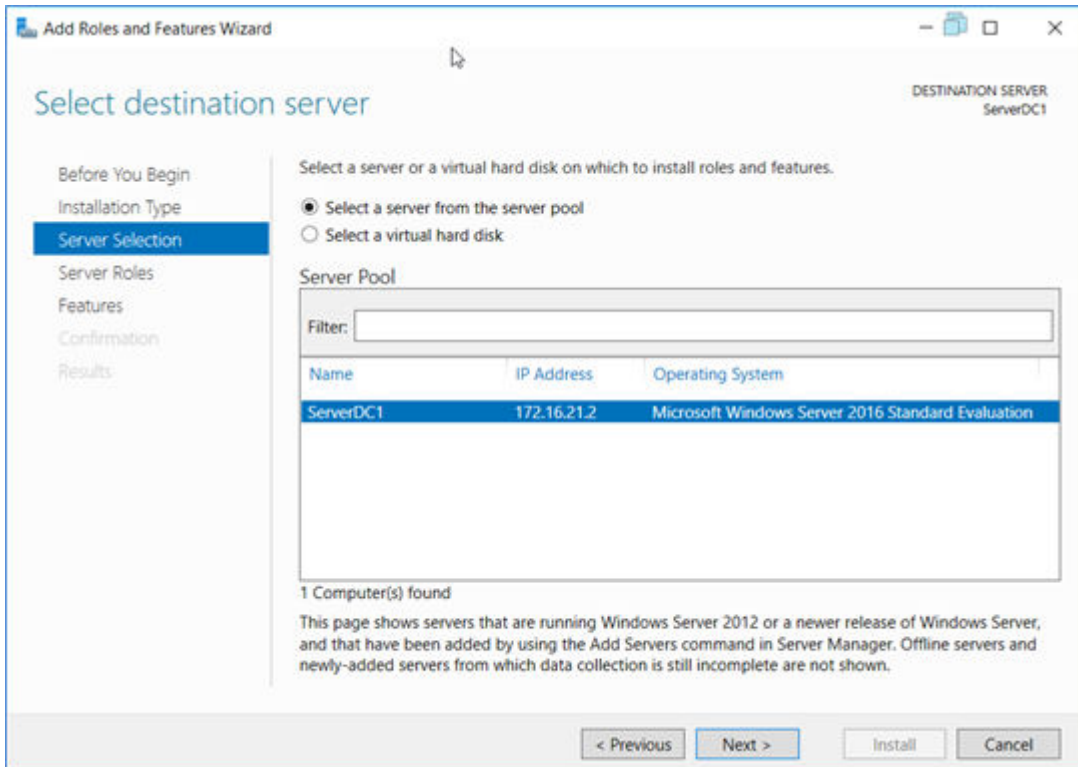 Add Roles and Features Wizard
Select destination server
DESTINATION SERVER
ServerDC1
Before You Begin
Installation Type
Server Selection
Server Roles
Features
Confirmation
Results
Select a server or a virtual hard disk on which to install roles and features.
Select a server from the server pool
Select a virtual hard disk
Server Pool
Filter:
Name IP Address Operating System
ServerDC1 172.16.21.2 Microsoft Windows Server 2016 Standard Evaluation
1 Computer(s) found
This page shows servers that are running Windows Server 2012 or a newer release of Windows Server,
and that have been added by using the Add Servers command in Server Manager. Offline servers and
newly-added servers from which data collection is still incomplete are not shown.
< Previous Next > Install Cancel